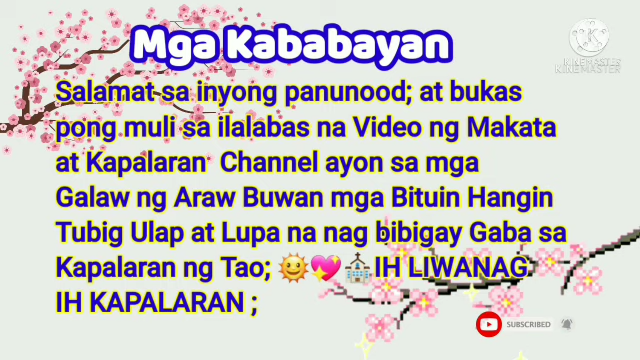 Mga Kababayan
KINEMASTER
KINEMASTER
Salamat sa inyong panunood; at bukas
pong muli sa ilalabas na Video ng Makata
at Kapalaran Channel ayon sa mga
Galaw ng Araw Buwan mga Bituin Hangin
Tubig Ulap at Lupa na nag bibigay Gaba sa
Kapalaran ng Tao; 🌞💖⛪IH LIWANAG
IH KAPALARAN ;
SUBSCRIBED